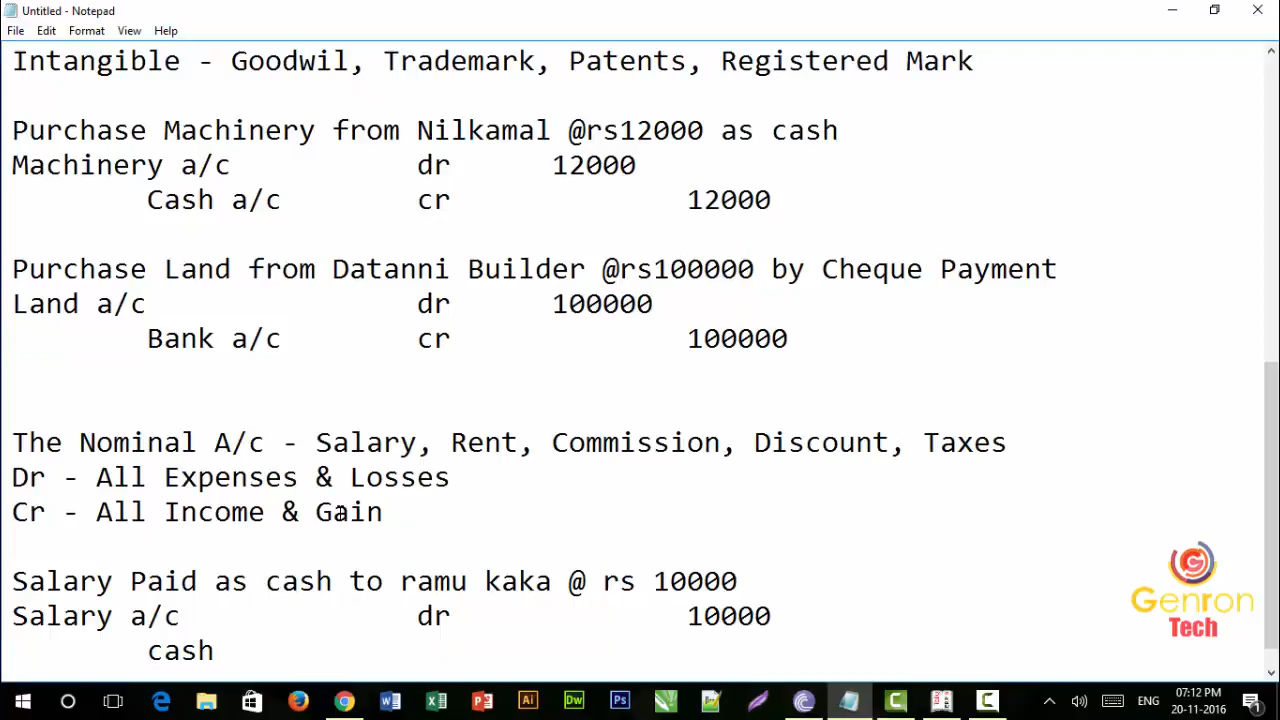 Untitled - Notepad
File Edit Format View Help
Intangible - Goodwil, Trademark, Patents, Registered Mark
Purchase Machinery from Nilkamal @rs12000 as cash
Machinery a/c dr 12000
Cash a/c cr 12000
Purchase Land from Datanni Builder @rs100000 by Cheque Payment
Land a/c dr 100000
Bank a/c cr 100000
The Nominal A/c - Salary, Rent, Commission, Discount, Taxes
Dr - All Expenses & Losses
Cr - All Income & Gain
Salary Paid as cash to ramu kaka @ rs 10000
Salary a/c dr 10000
cash
Genron
Tech
ENG
07:12 PM
20-11-2016